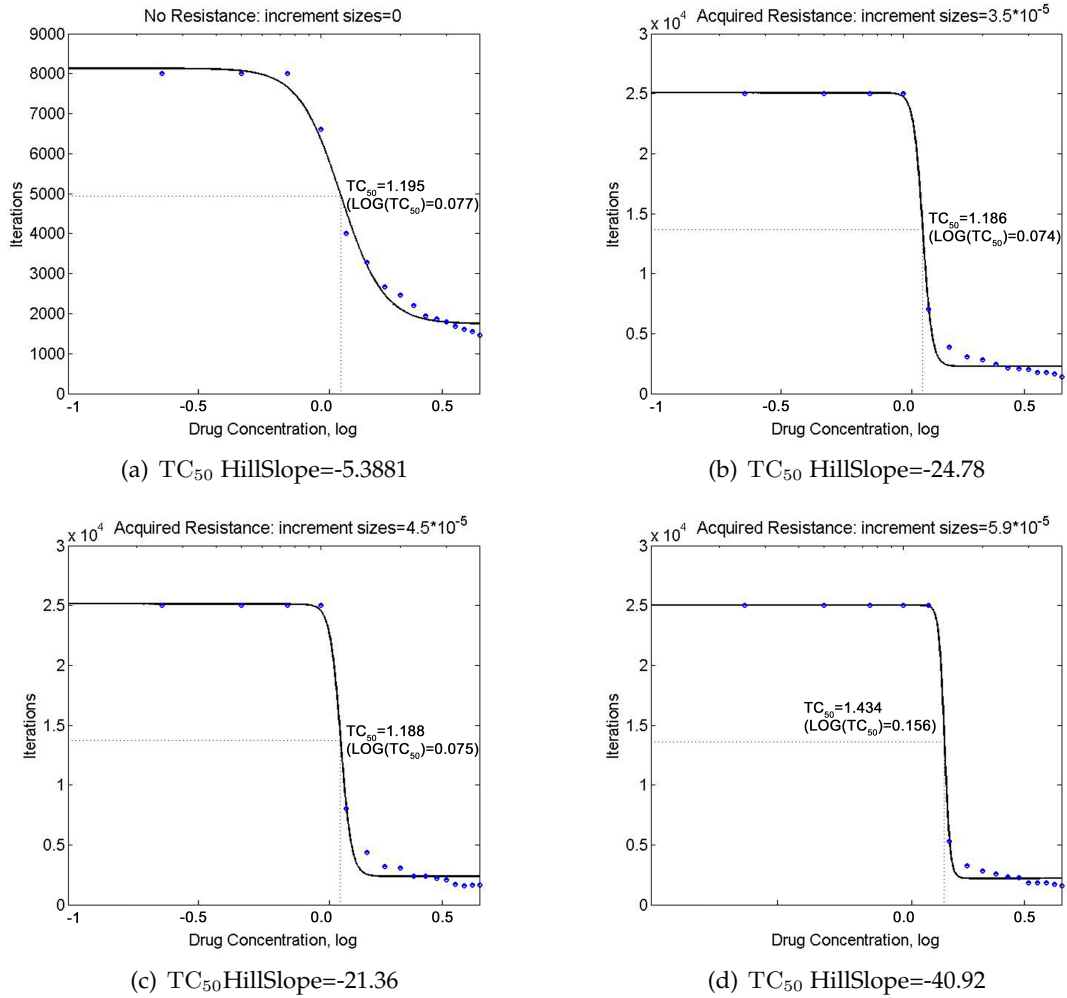 No Resistance: increment sizes=0
9000
8000
7000
6000
5000
4000
3000
2000
1000
0
Iterations
TC50=1.195
(LOG(TC50)=0.077)
-1
-0.5
0.0
0.5
Drug Concentration, log
(a) TC50 HillSlope=-5.3881
Acquired Resistance: increment sizes=3.5*10-5
x 104
3
2.5
2
1.5
1
0.5
0
Iterations
TC50=1.186
(LOG(TC50)=0.074)
-1
-0.5
0.0
0.5
Drug Concentration, log
(b) TC50 HillSlope=-24.78
Acquired Resistance: increment sizes=4.5*10-5
x 104
3
2.5
2
1.5
1
0.5
0
Iterations
TC50=1.188
(LOG(TC50)=0.075)
-1
-0.5
0.0
0.5
Drug Concentration, log
(c) TC50HillSlope=-21.36
Acquired Resistance: increment sizes=5.9*10-5
x 104
3
2.5
2
1.5
1
0.5
0
Iterations
TC50=1.434
(LOG(TC50)=0.156)
-0.5
0.0
0.5
Drug Concentration, log
(d) TC50 HillSlope=-40.92